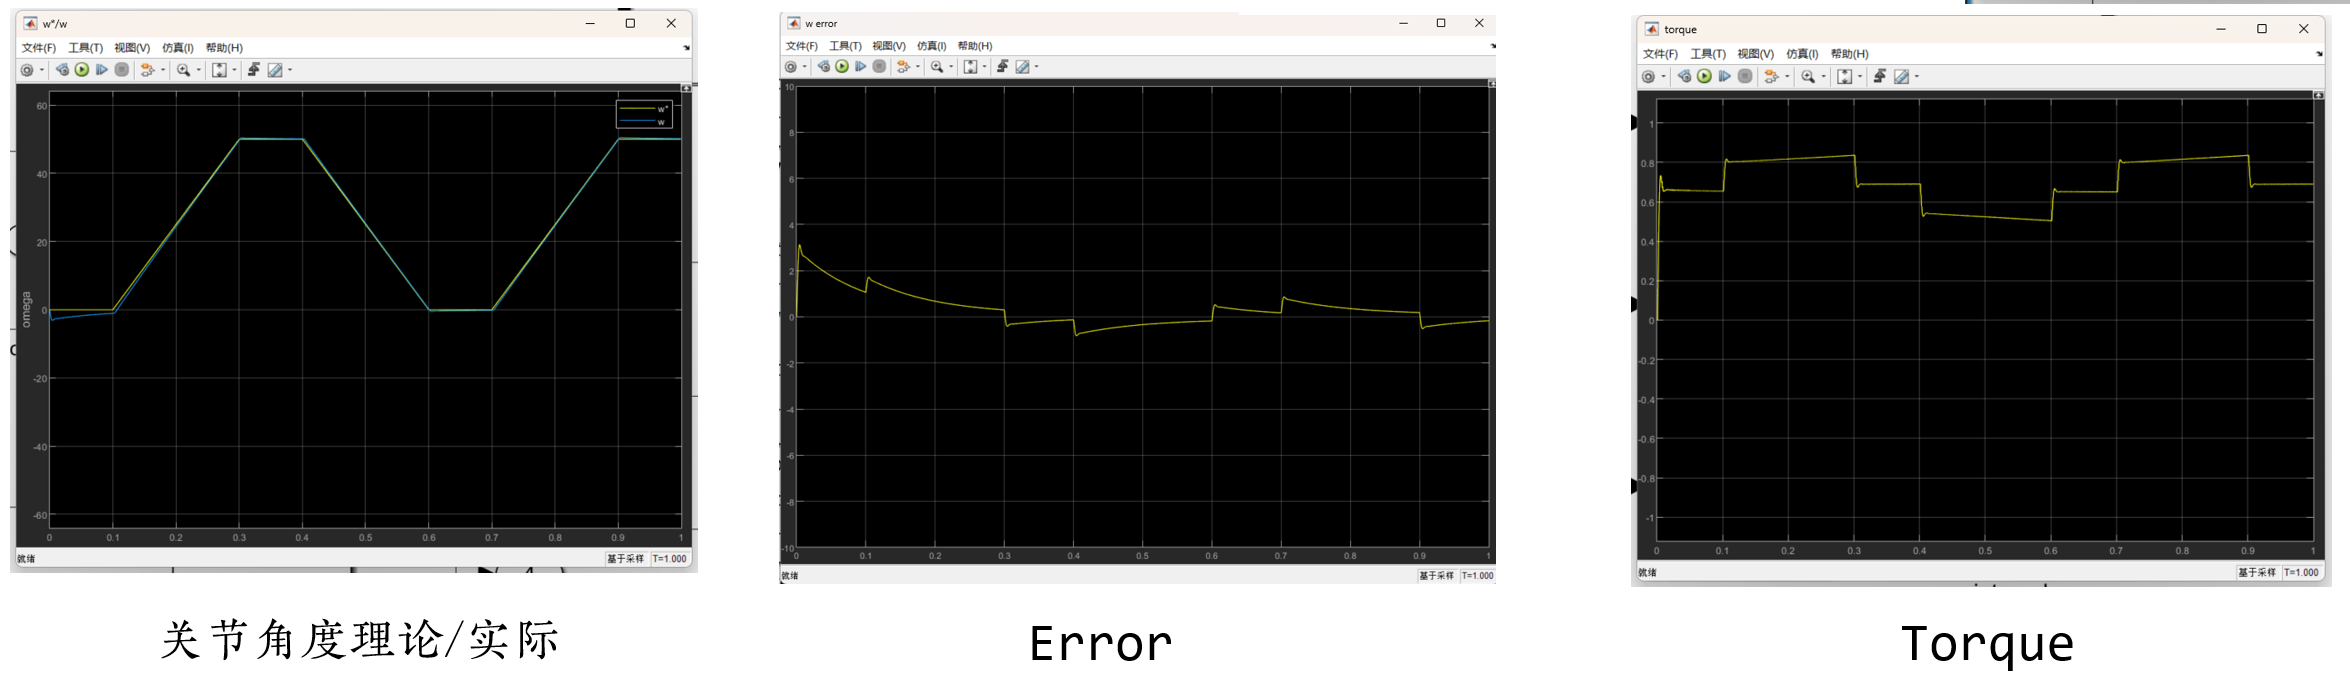 w*/w
文件(F) 工具(T) 视图(V) 仿真(I) 帮助(H)
60
40
20
0
-20
-40
-60
omega
w*
w
0 0.1 0.2 0.3 0.4 0.5 0.6 0.7 0.8 0.9 1
就绪
基于采样 T=1.000
关节角度理论/实际
w error
文件(F) 工具(T) 视图(V) 仿真(I) 帮助(H)
10
8
6
4
2
0
-2
-4
-6
-8
-10
0 0.1 0.2 0.3 0.4 0.5 0.6 0.7 0.8 0.9 1
就绪
基于采样 T=1.000
Error
torque
文件(F) 工具(T) 视图(V) 仿真(I) 帮助(H)
1
0.8
0.6
0.4
0.2
0
-0.2
-0.4
-0.6
-0.8
-1
0 0.1 0.2 0.3 0.4 0.5 0.6 0.7 0.8 0.9 1
就绪
基于采样 T=1.000
Torque